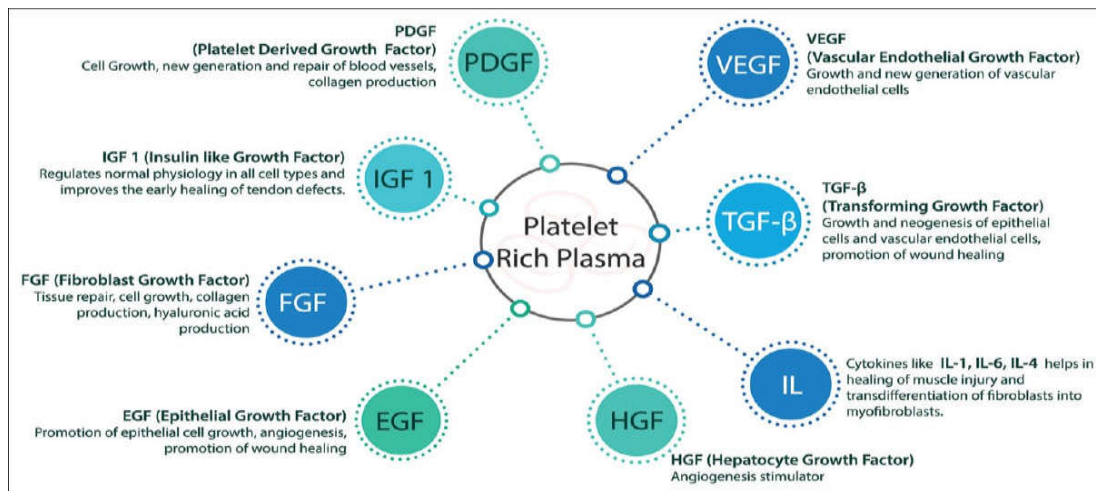 PDGF
(Platelet Derived Growth Factor)
Cell Growth, new generation and repair of blood vessels,
collagen production
PDGF
VEGF
VEGF
(Vascular Endothelial Growth Factor)
Growth and new generation of vascular
endothelial cells
IGF 1 (Insulin like Growth Factor)
Regulates normal physiology in all cell types and
improves the early healing of tendon defects.
IGF 1
Platelet
Rich Plasma
TGF-β
TGF-β
(Transforming Growth Factor)
Growth and neogenesis of epithelial
cells and vascular endothelial cells,
promotion of wound healing
FGF (Fibroblast Growth Factor)
Tissue repair, cell growth, collagen
production, hyaluronic acid
production
FGF
IL
Cytokines like IL-1, IL-6, IL-4 helps in
healing of muscle injury and
transdifferentiation of fibroblasts into
myofibroblasts.
EGF (Epithelial Growth Factor)
Promotion of epithelial cell growth, angiogenesis,
promotion of wound healing
EGF
HGF
HGF (Hepatocyte Growth Factor)
Angiogenesis stimulator